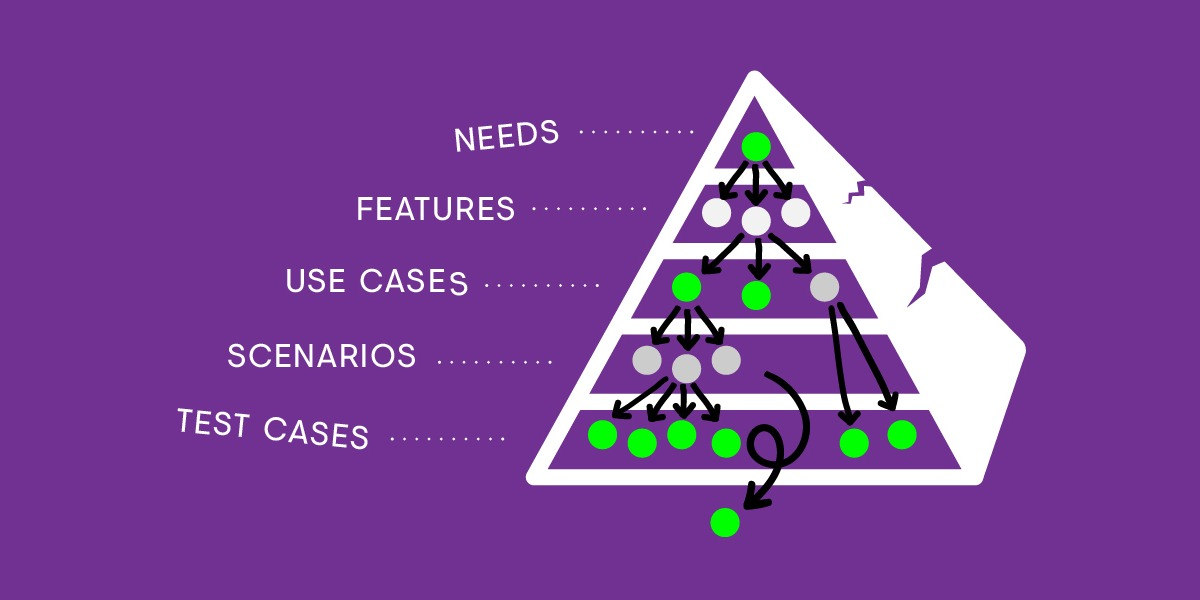 NEEDS
FEATURES
USE CASES
SCENARIOS
TEST CASES